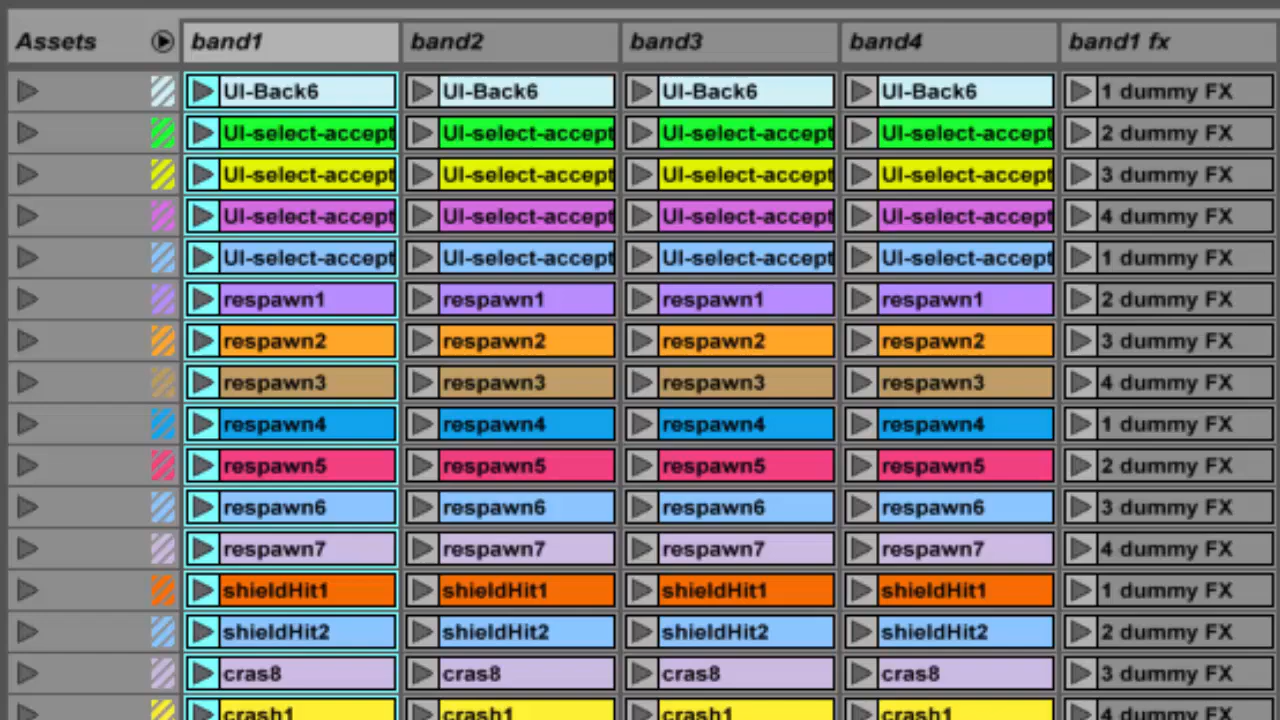 Assets band1 band2 band3 band4 band1 fx
UI-Back6 UI-Back6 UI-Back6 UI-Back6 1 dummy FX
UI-select-accept UI-select-accept UI-select-accept UI-select-accept 2 dummy FX
UI-select-accept UI-select-accept UI-select-accept UI-select-accept 3 dummy FX
UI-select-accept UI-select-accept UI-select-accept UI-select-accept 4 dummy FX
UI-select-accept UI-select-accept UI-select-accept UI-select-accept 1 dummy FX
respawn1 respawn1 respawn1 respawn1 2 dummy FX
respawn2 respawn2 respawn2 respawn2 3 dummy FX
respawn3 respawn3 respawn3 respawn3 4 dummy FX
respawn4 respawn4 respawn4 respawn4 1 dummy FX
respawn5 respawn5 respawn5 respawn5 2 dummy FX
respawn6 respawn6 respawn6 respawn6 3 dummy FX
respawn7 respawn7 respawn7 respawn7 4 dummy FX
shieldHit1 shieldHit1 shieldHit1 shieldHit1 1 dummy FX
shieldHit2 shieldHit2 shieldHit2 shieldHit2 2 dummy FX
cras8 cras8 cras8 cras8 3 dummy FX
crash1 crash1 crash1 crash1 4 dummy FX